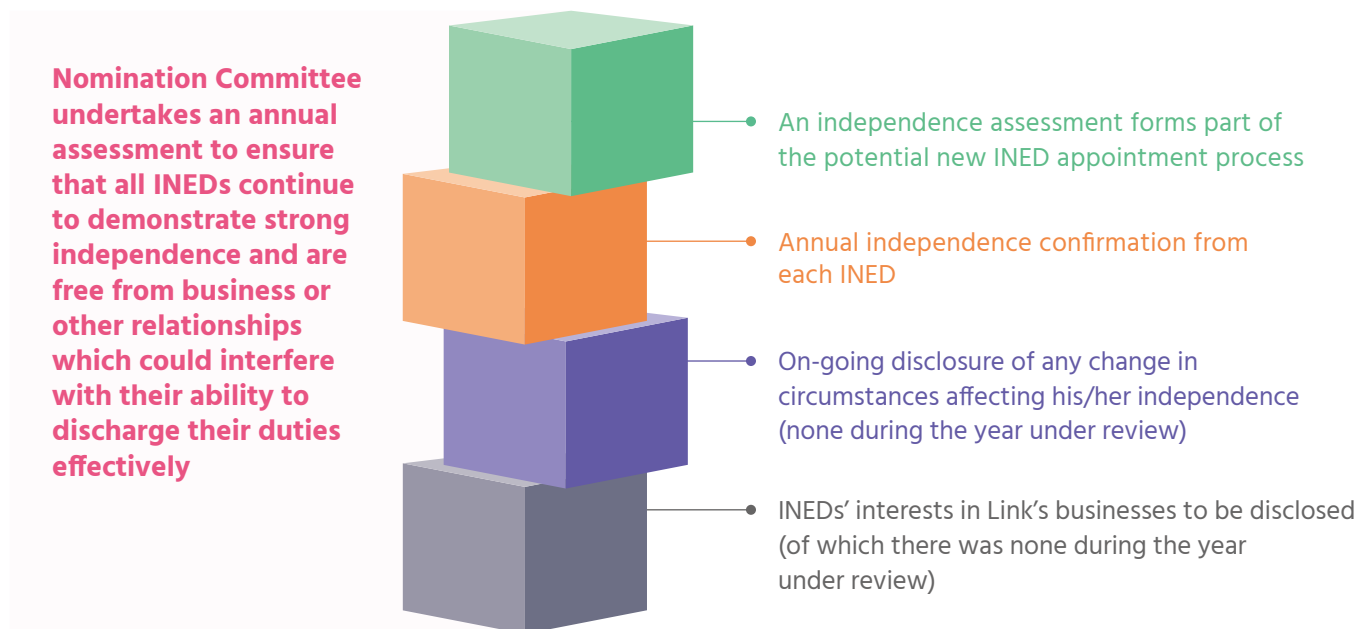 Nomination Committee
undertakes an annual
assessment to ensure
that all INEDs continue
to demonstrate strong
independence and are
free from business or
other relationships
which could interfere
with their ability to
discharge their duties
effectively
An independence assessment forms part of
the potential new INED appointment process
Annual independence confirmation from
each INED
On-going disclosure of any change in
circumstances affecting his/her independence
(none during the year under review)
INEDs’ interests in Link’s businesses to be disclosed
(of which there was none during the year
under review)